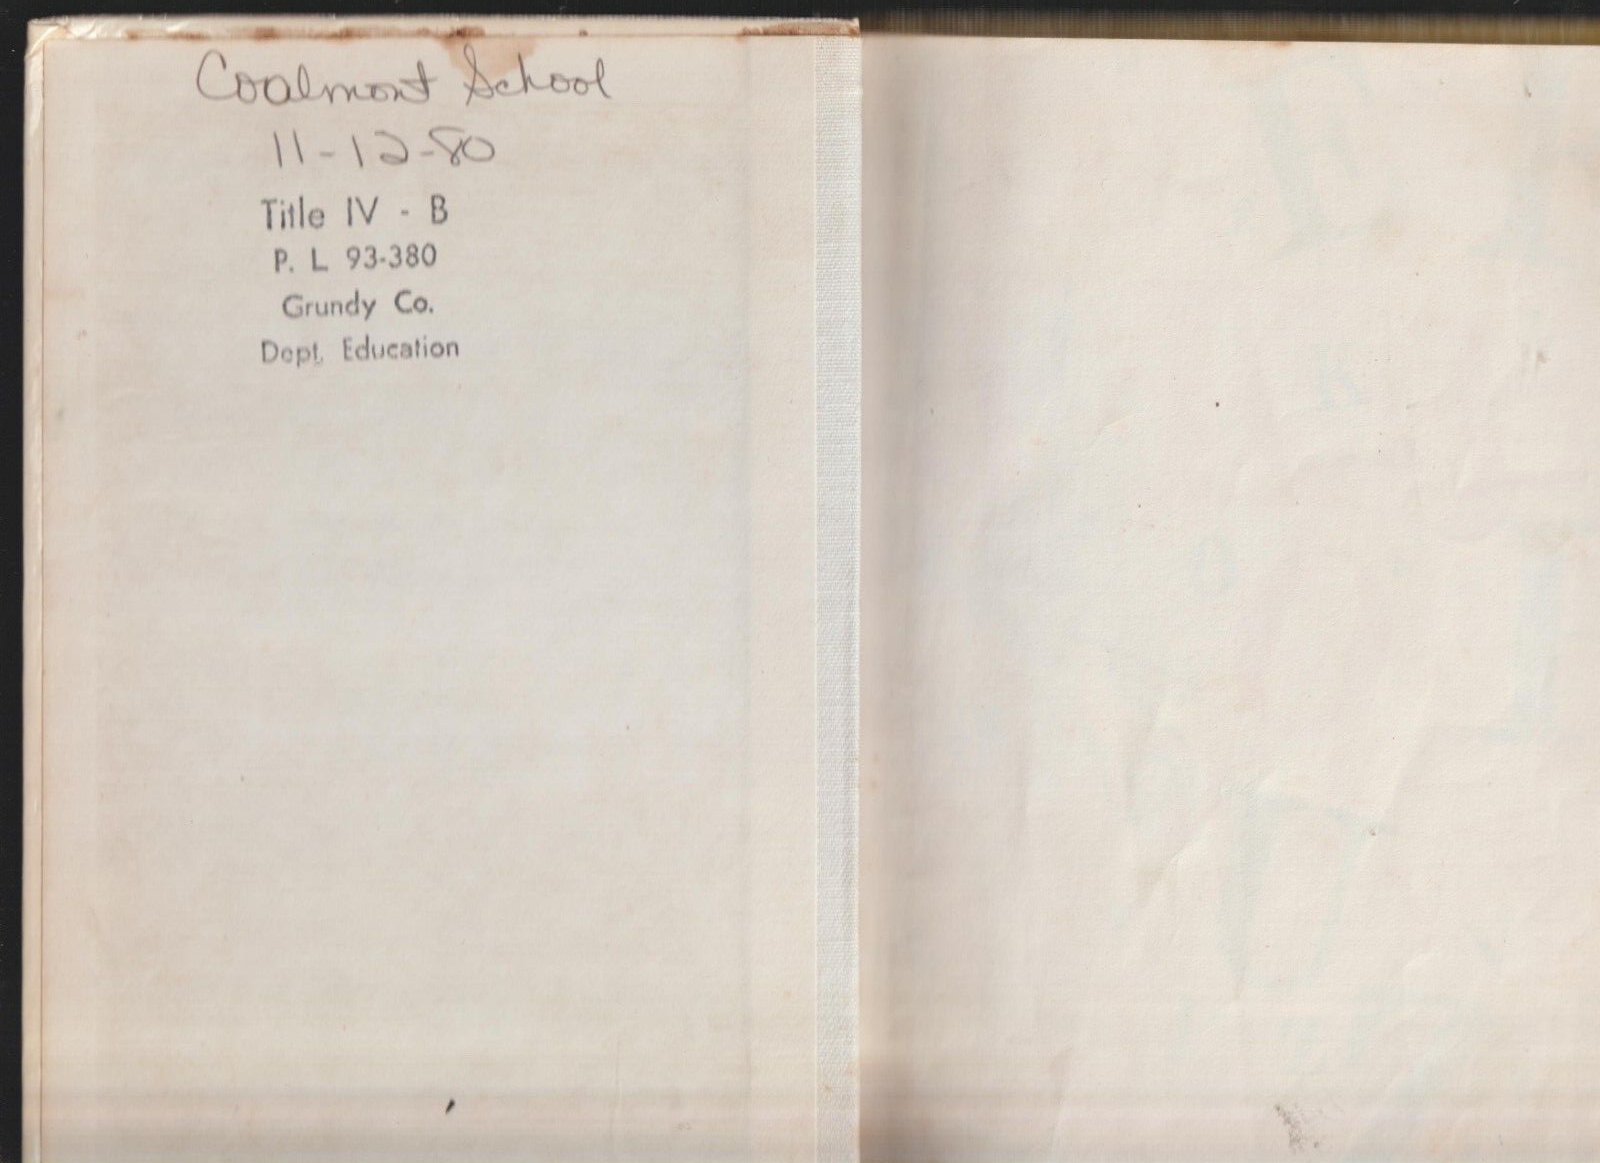 Coalmont School
11-12-80
Title IV - B
P. L 93-380
Grundy Co.
Dept. Education